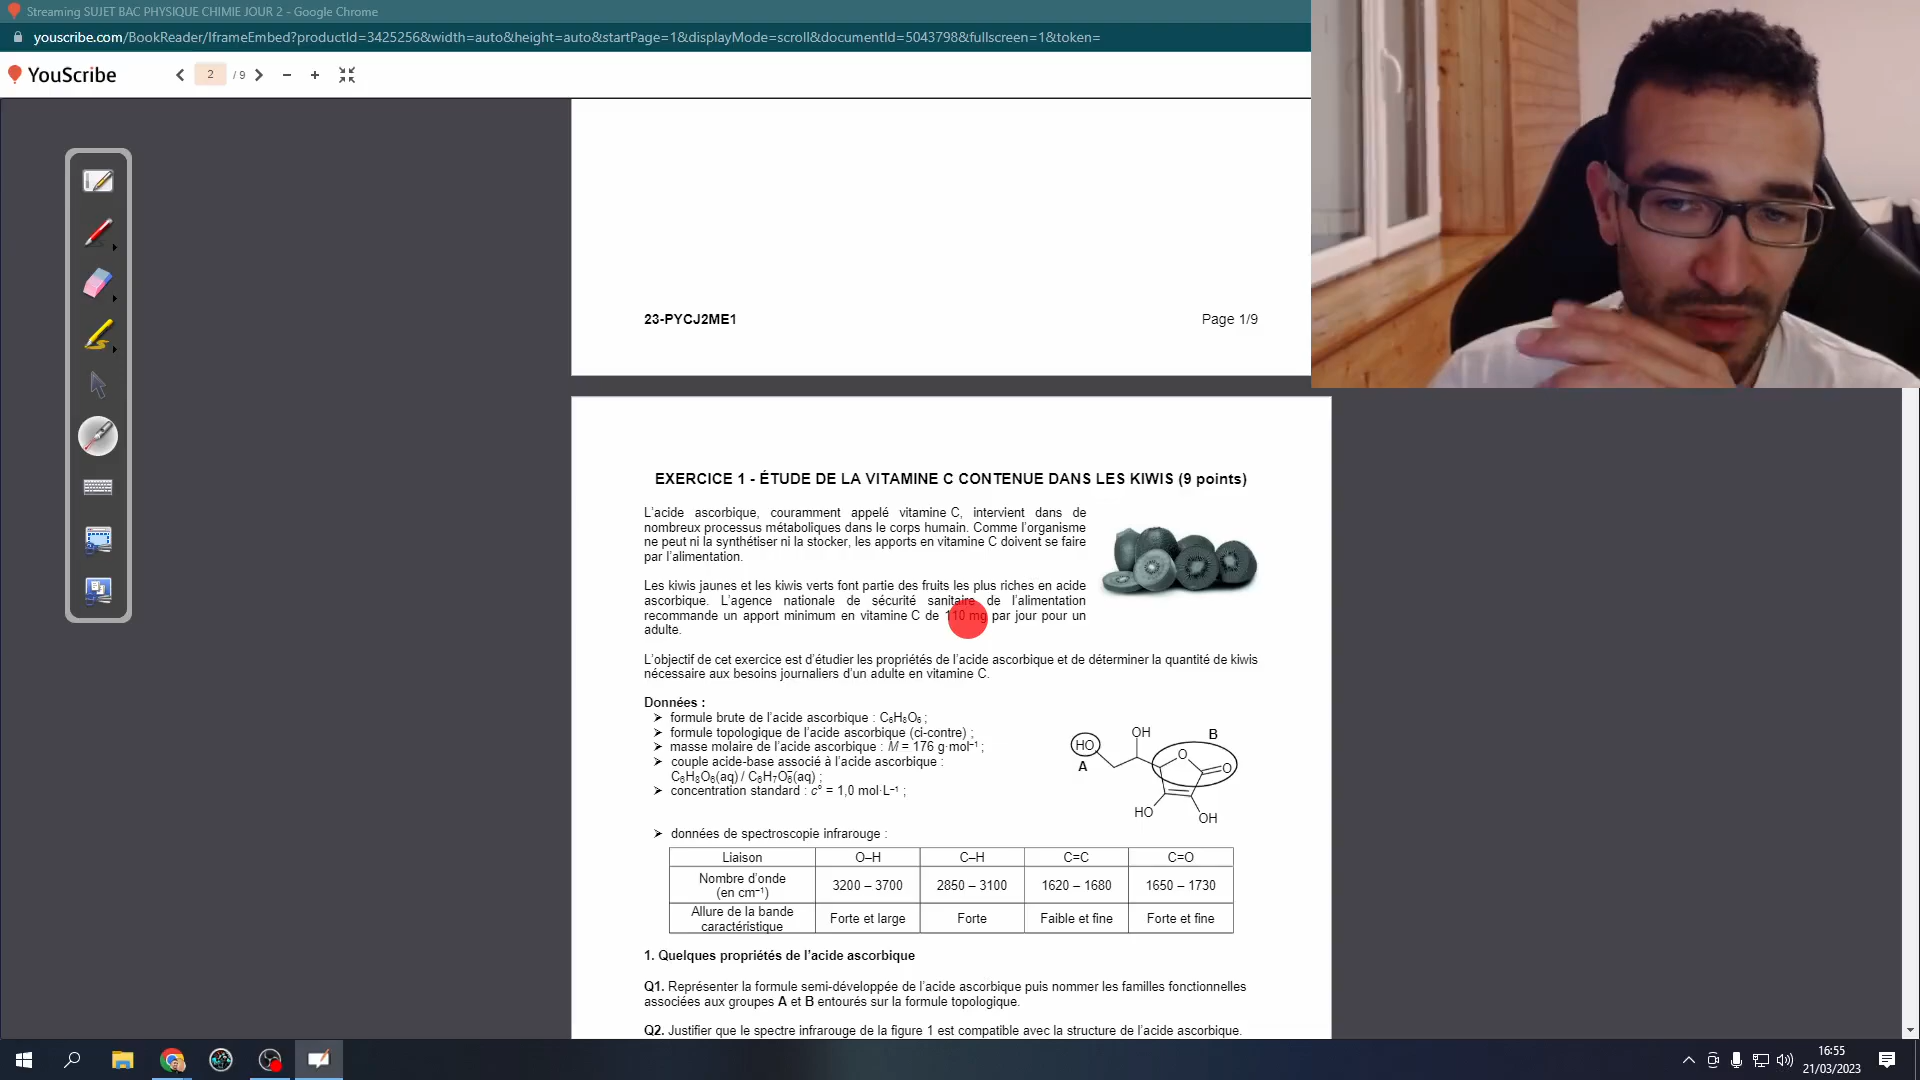 Streaming SUJET BAC PHYSIQUE CHIMIE JOUR 2 - Google Chrome
youscribe.com/BookReader/IframeEmbed?productId=3425256&width=auto&height=auto&startPage=1&displayMode=scroll&documentId=5043798&fullscreen=1&token=
YouScribe
2 / 9
23-PYCJ2ME1
Page 1/9
EXERCICE 1 - ÉTUDE DE LA VITAMINE C CONTENUE DANS LES KIWIS (9 points)
L’acide ascorbique, couramment appelé vitamine C, intervient dans de
nombreux processus métaboliques dans le corps humain. Comme l’organisme
ne peut ni la synthétiser ni la stocker, les apports en vitamine C doivent se faire
par l’alimentation.
Les kiwis jaunes et les kiwis verts font partie des fruits les plus riches en acide
ascorbique. L’agence nationale de sécurité sanitaire de l’alimentation
recommande un apport minimum en vitamine C de 110 mg par jour pour un
adulte.
L’objectif de cet exercice est d’étudier les propriétés de l’acide ascorbique et de déterminer la quantité de kiwis
nécessaire aux besoins journaliers d’un adulte en vitamine C.
Données :
➢ formule brute de l’acide ascorbique : C₆H₈O₆ ;
➢ formule topologique de l’acide ascorbique (ci-contre) ;
➢ masse molaire de l’acide ascorbique : M = 176 g·mol⁻¹ ;
➢ couple acide-base associé à l’acide ascorbique :
C₆H₈O₆(aq) / C₆H₇O₆⁻(aq) ;
➢ concentration standard : c° = 1,0 mol·L⁻¹ ;
HO
A
OH
B
O
O
HO
OH
➢ données de spectroscopie infrarouge :
Liaison O–H C–H C=C C=O
Nombre d’onde
(en cm⁻¹) 3200 – 3700 2850 – 3100 1620 – 1680 1650 – 1730
Allure de la bande
caractéristique Forte et large Forte Faible et fine Forte et fine
1. Quelques propriétés de l’acide ascorbique
Q1. Représenter la formule semi-développée de l’acide ascorbique puis nommer les familles fonctionnelles
associées aux groupes A et B entourés sur la formule topologique.
Q2. Justifier que le spectre infrarouge de la figure 1 est compatible avec la structure de l’acide ascorbique.
16:55
21/03/2023